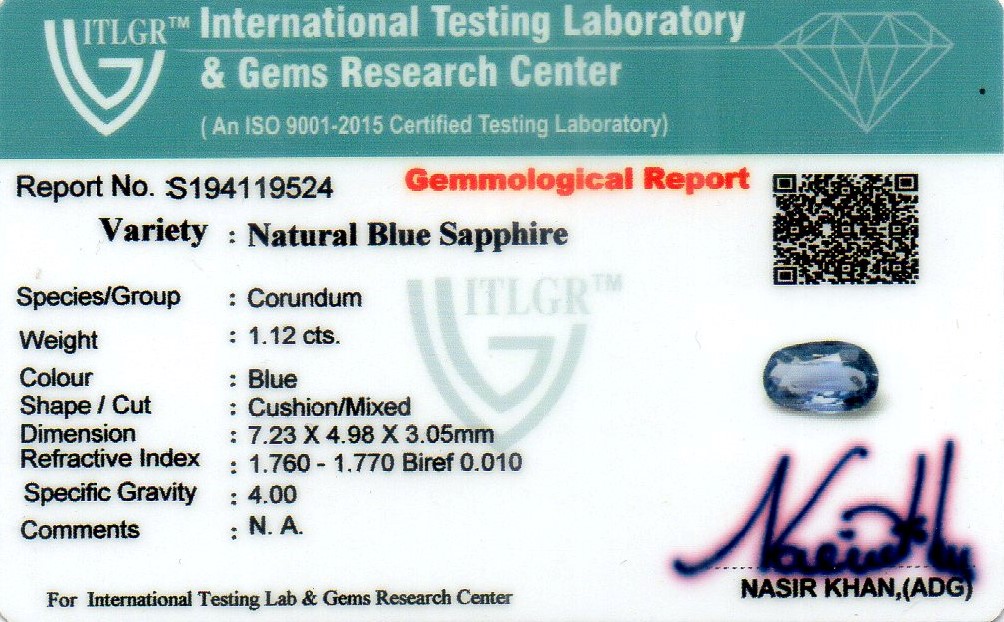 ITLGR™ International Testing Laboratory
& Gems Research Center
( An ISO 9001-2015 Certified Testing Laboratory)
Report No. S194119524
Gemmological Report
Variety : Natural Blue Sapphire
ITLGR™
Species/Group : Corundum
Weight : 1.12 cts.
Colour : Blue
Shape / Cut : Cushion/Mixed
Dimension : 7.23 X 4.98 X 3.05mm
Refractive Index : 1.760 - 1.770 Biref 0.010
Specific Gravity : 4.00
Comments : N. A.
NASIR KHAN,(ADG)
For International Testing Lab & Gems Research Center